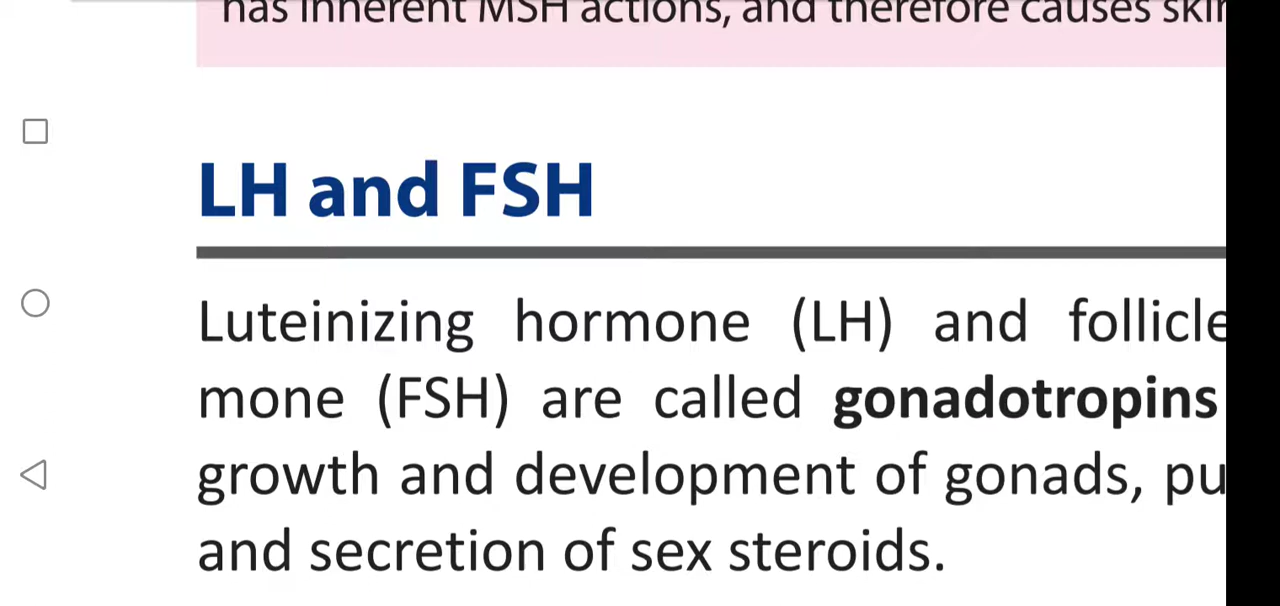 has inherent MSH actions, and therefore causes
LH and FSH
Luteinizing hormone (LH) and follicle
mone (FSH) are called gonadotropins
growth and development of gonads, pu
and secretion of sex steroids.